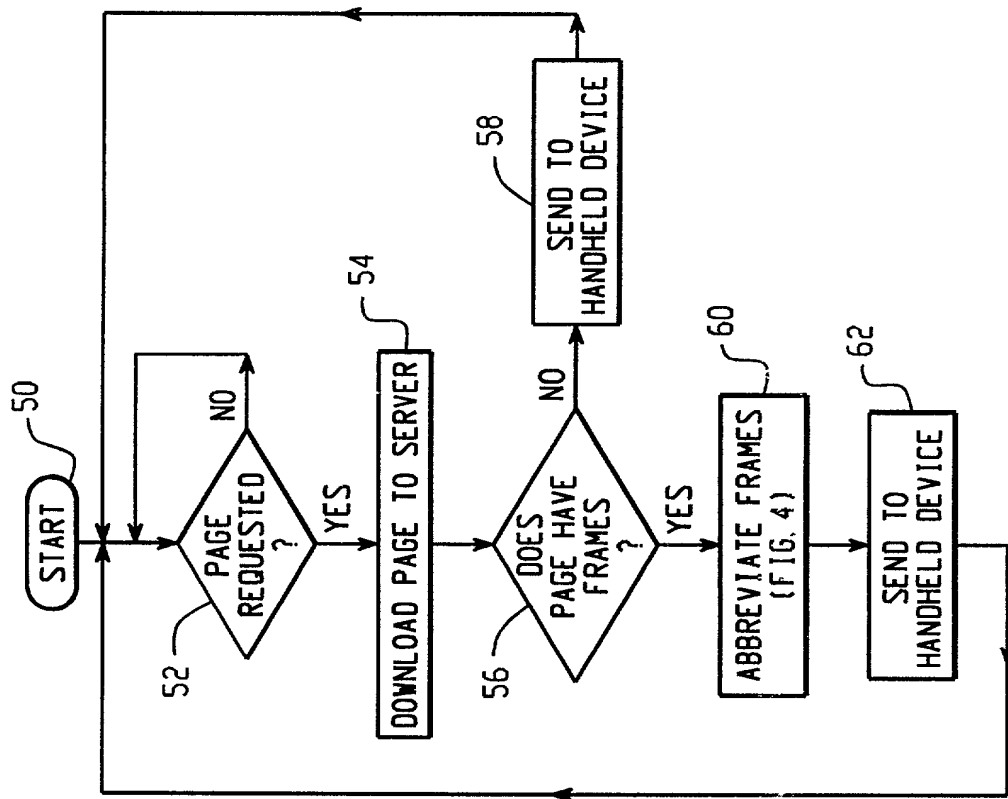 START
50
PAGE
REQUESTED
?
52
NO
YES
DOWNLOAD PAGE TO SERVER
54
DOES
PAGE HAVE
FRAMES
?
56
NO
SEND TO
HANDHELD DEVICE
58
YES
ABBREVIATE FRAMES
(FIG. 4)
60
SEND TO
HANDHELD DEVICE
62